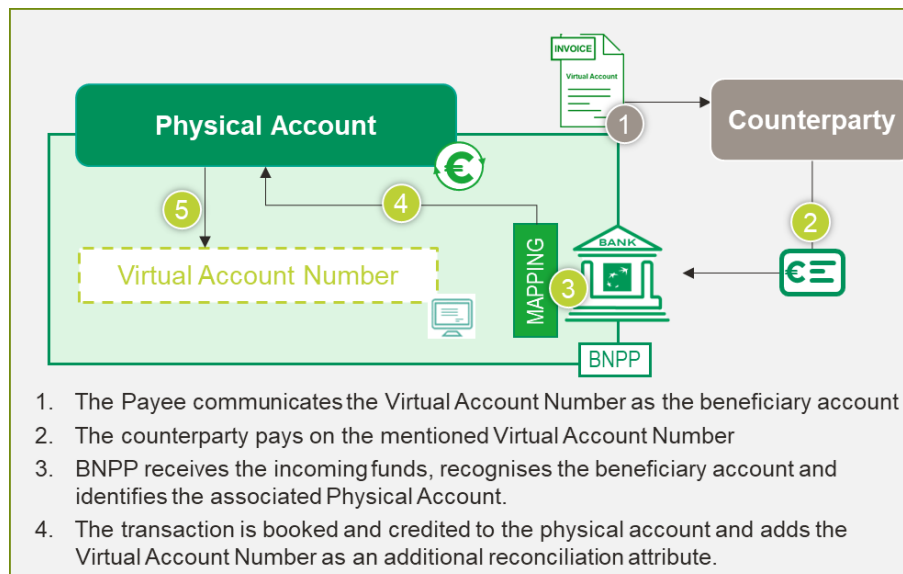 INVOICE
Virtual Account
1
Physical Account
Counterparty
€
5
4
2
BANK
Virtual Account Number
MAPPING
3
€
BNPP
1. The Payee communicates the Virtual Account Number as the beneficiary account
2. The counterparty pays on the mentioned Virtual Account Number
3. BNPP receives the incoming funds, recognises the beneficiary account and
identifies the associated Physical Account.
4. The transaction is booked and credited to the physical account and adds the
Virtual Account Number as an additional reconciliation attribute.